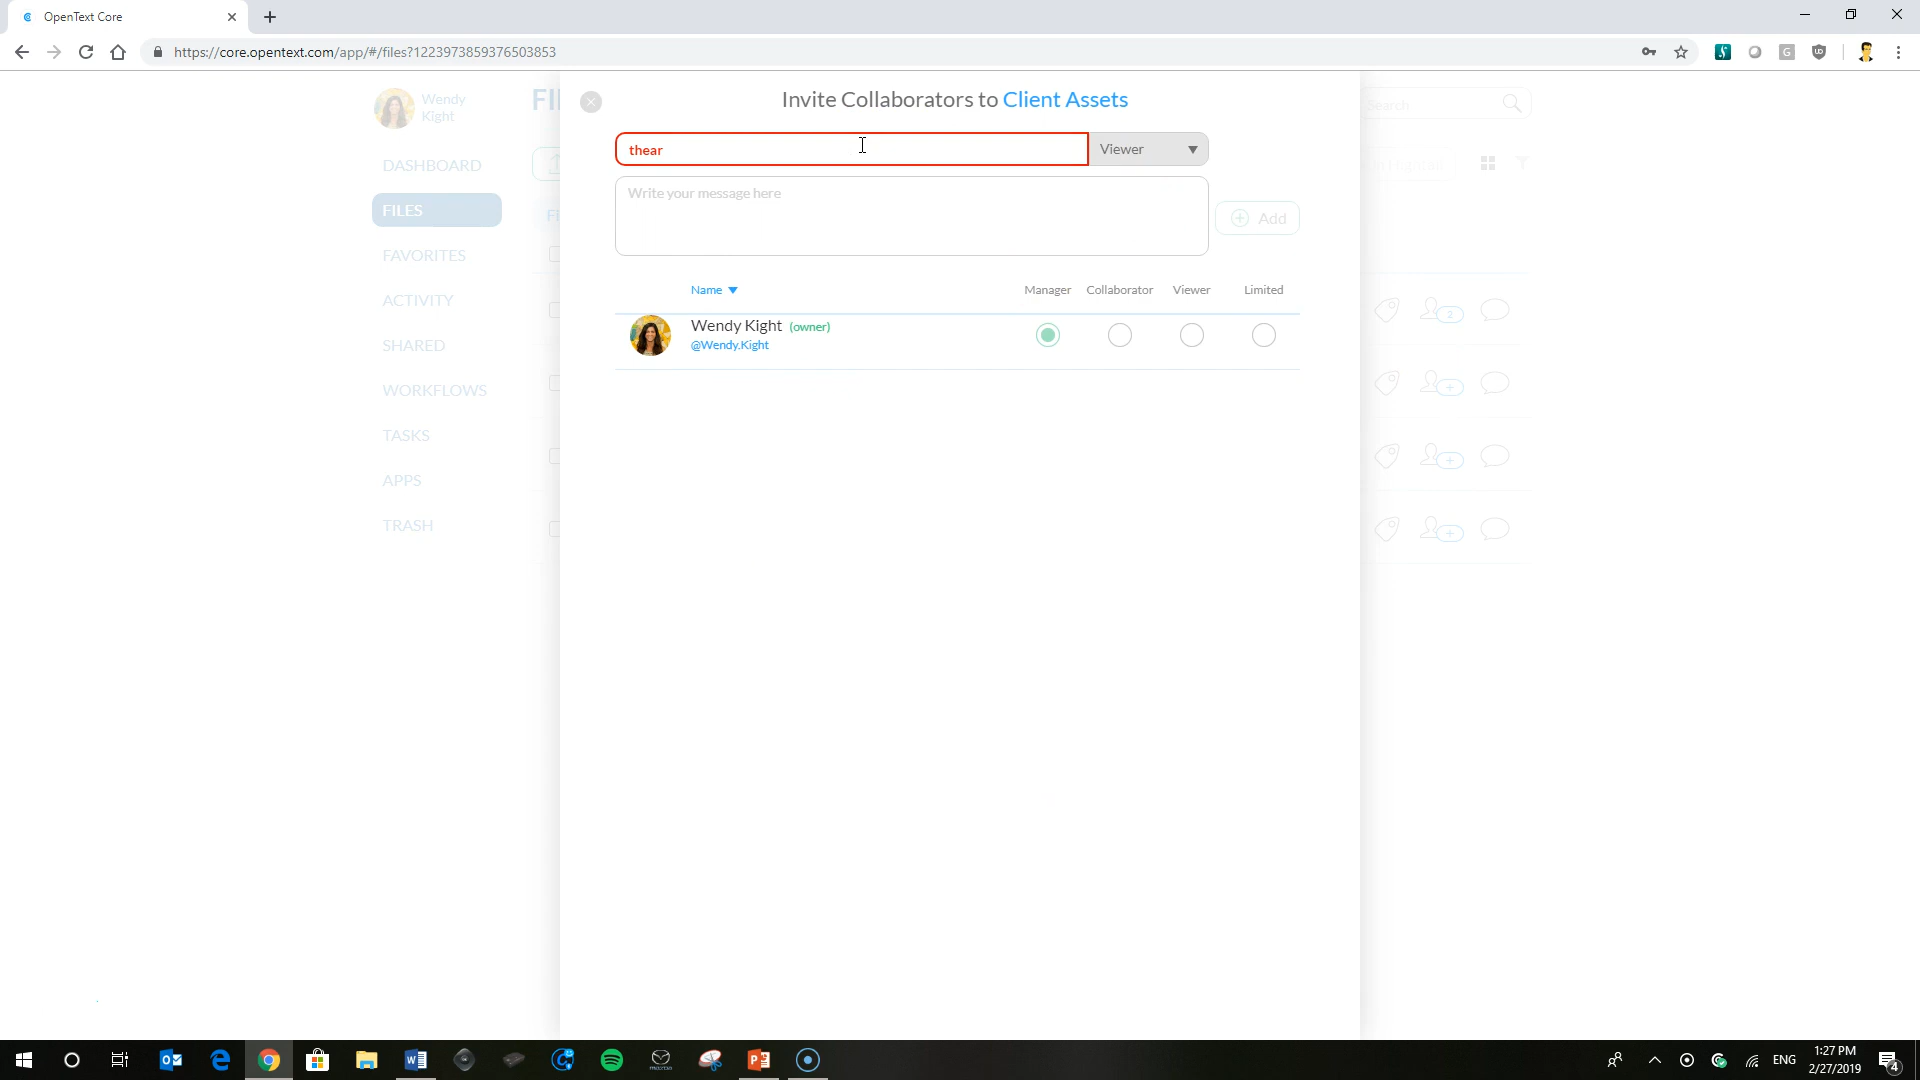 OpenText Core
https://core.opentext.com/app/#/files?1223973859376503853
Wendy
Kight
Search
Invite Collaborators to Client Assets
thear
Viewer
Write your message here
Add
DASHBOARD
FILES
FAVORITES
ACTIVITY
SHARED
WORKFLOWS
TASKS
APPS
TRASH
Name Manager Collaborator Viewer Limited
Wendy Kight (owner)
@Wendy.Kight
2
ENG
1:27 PM
2/27/2019
4